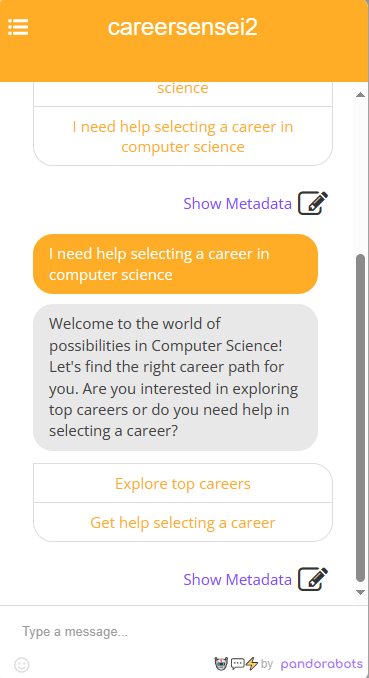 careersensei2
science
I need help selecting a career in
computer science
Show Metadata
I need help selecting a career in
computer science
Welcome to the world of
possibilities in Computer Science!
Let's find the right career path for
you. Are you interested in exploring
top careers or do you need help in
selecting a career?
Explore top careers
Get help selecting a career
Show Metadata
Type a message...
by pandorabots